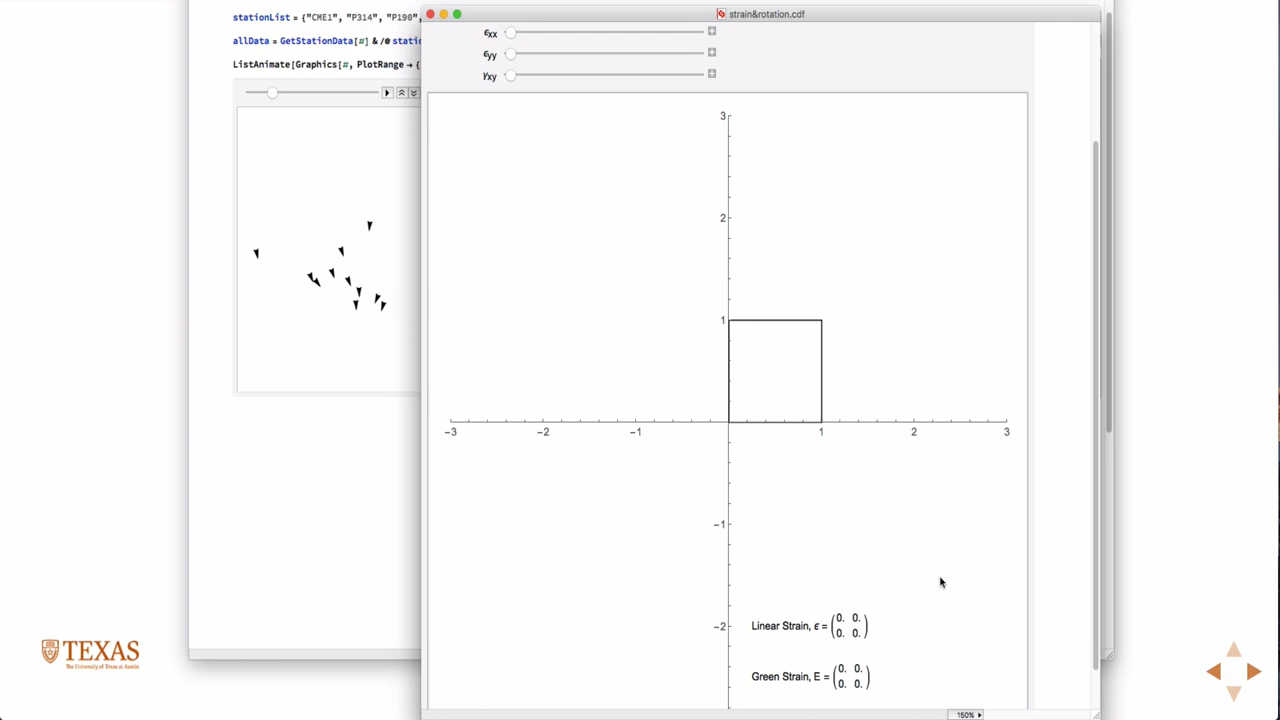 stationList = {"CME1", "P314", "P190",
allData = GetStationData[#] & /@ statio
ListAnimate[Graphics[#, PlotRange → {
strain&rotation.cdf
ϵxx
ϵyy
γxy
3
2
1
-3 -2 -1 1 2 3
-1
-2
Linear Strain, ϵ = (0. 0.
0. 0.)
Green Strain, E = (0. 0.
0. 0.)
150%
TEXAS
The University of Texas at Austin